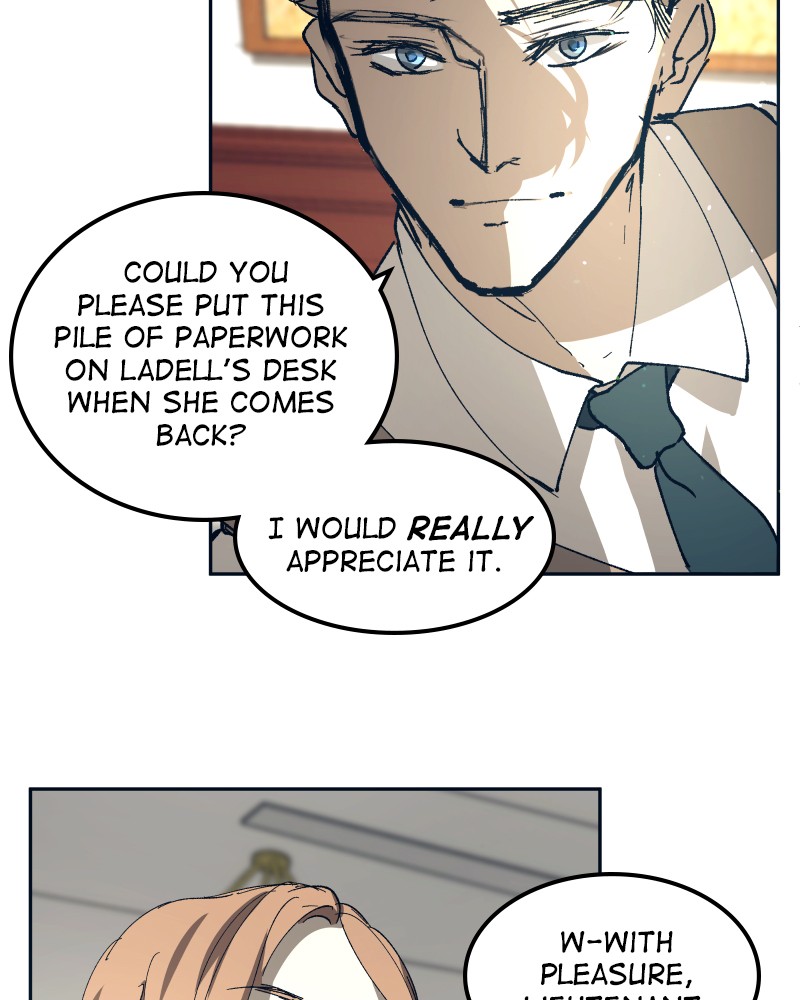 COULD YOU
PLEASE PUT THIS
PILE OF PAPERWORK
ON LADELL'S DESK
WHEN SHE COMES
BACK?
I WOULD REALLY
APPRECIATE IT.
W-WITH
PLEASURE,
LIEUTENANT